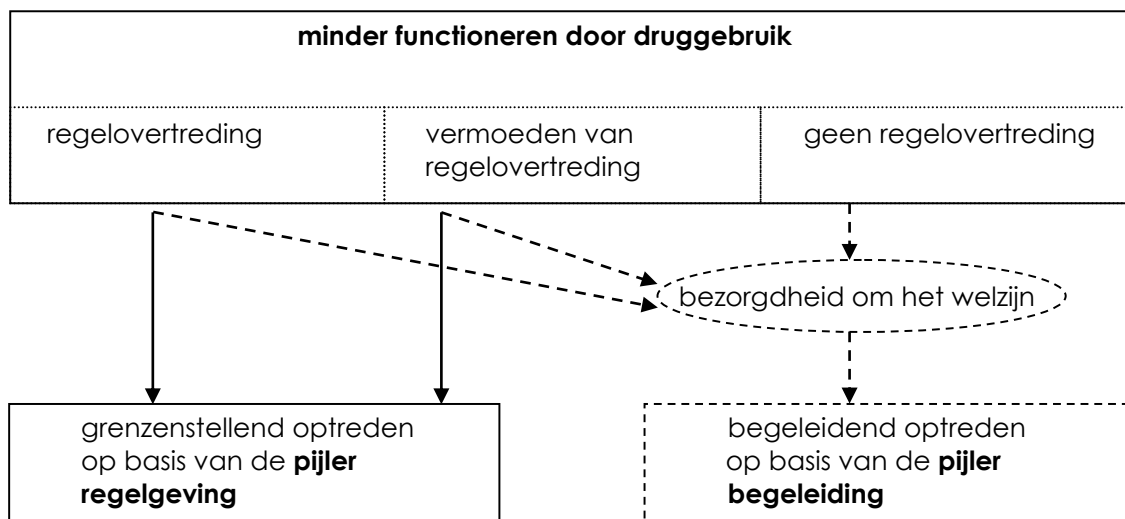 minder functioneren door druggebruik
regelovertreding
vermoeden van
regelovertreding
geen regelovertreding
bezorgdheid om het welzijn
grenzenstellend optreden
op basis van de pijler
regelgeving
begeleidend optreden
op basis van de pijler
begeleiding